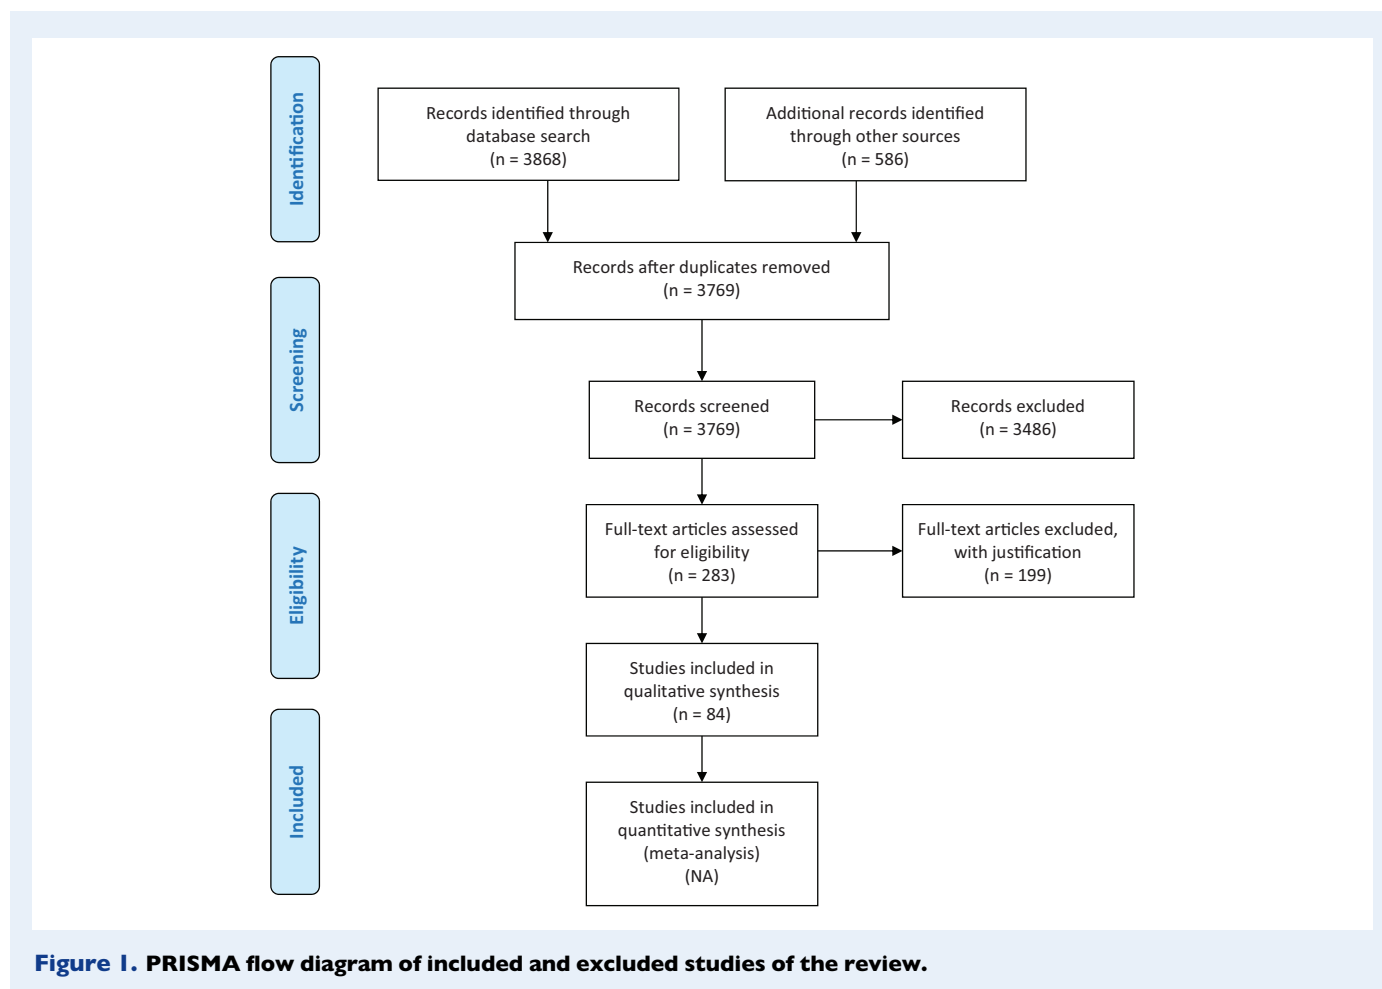 Identification
Records identified through
database search
(n = 3868)
Additional records identified
through other sources
(n = 586)
Records after duplicates removed
(n = 3769)
Screening
Records screened
(n = 3769)
Records excluded
(n = 3486)
Eligibility
Full-text articles assessed
for eligibility
(n = 283)
Full-text articles excluded,
with justification
(n = 199)
Studies included in
qualitative synthesis
(n = 84)
Included
Studies included in
quantitative synthesis
(meta-analysis)
(NA)
Figure 1. PRISMA flow diagram of included and excluded studies of the review.